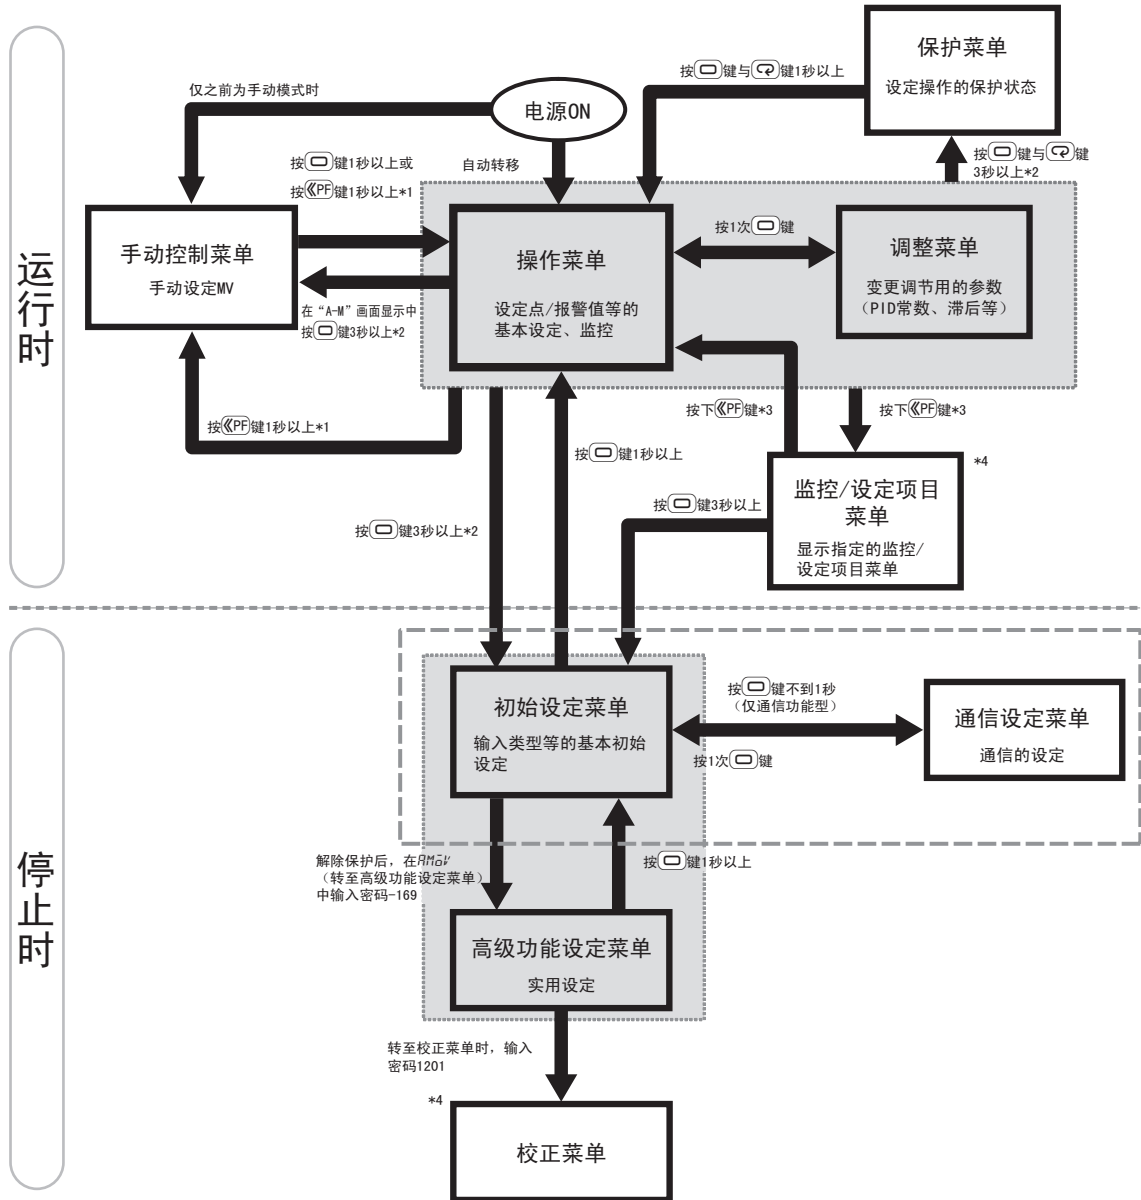 运行时
仅之前为手动模式时
电源ON
自动转移
按键与键1秒以上
保护菜单
设定操作的保护状态
按键与键
3秒以上*2
按键1秒以上或
按《PF键1秒以上*1
手动控制菜单
手动设定MV
在“A-M”画面显示中
按键3秒以上*2
操作菜单
设定点/报警值等的
基本设定、监控
按1次键
调整菜单
变更调节用的参数
(PID常数、滞后等)
按《PF键1秒以上*1
按键3秒以上*2
按键1秒以上
按下《PF键*3
按下《PF键*3
按键3秒以上
*4
监控/设定项目
菜单
显示指定的监控/
设定项目菜单
停止时
初始设定菜单
输入类型等的基本初始
设定
按键不到1秒
(仅通信功能型)
按1次键
通信设定菜单
通信的设定
解除保护后,在AMoV
(转至高级功能设定菜单)
中输入密码-169
按键1秒以上
高级功能设定菜单
实用设定
转至校正菜单时,输入
密码1201
*4
校正菜单